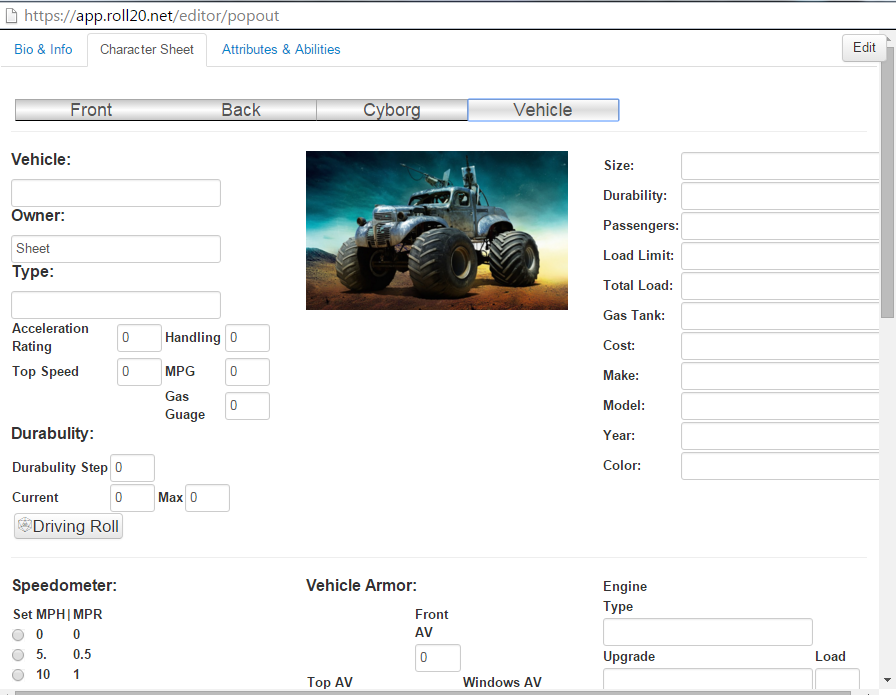 https://app.roll20.net/editor/popout
Bio & Info Character Sheet Attributes & Abilities Edit
Front Back Cyborg Vehicle
Vehicle:
Owner:
Sheet
Type:
Acceleration Rating 0 Handling 0
Top Speed 0 MPG 0
Gas Guage 0
Durabulity:
Durabulity Step 0
Current 0 Max 0
Driving Roll
Size:
Durability:
Passengers:
Load Limit:
Total Load:
Gas Tank:
Cost:
Make:
Model:
Year:
Color:
Speedometer:
Set MPH| MPR
0 0
5. 0.5
10 1
Vehicle Armor:
Front
AV
0
Top AV Windows AV
Engine
Type
Upgrade Load